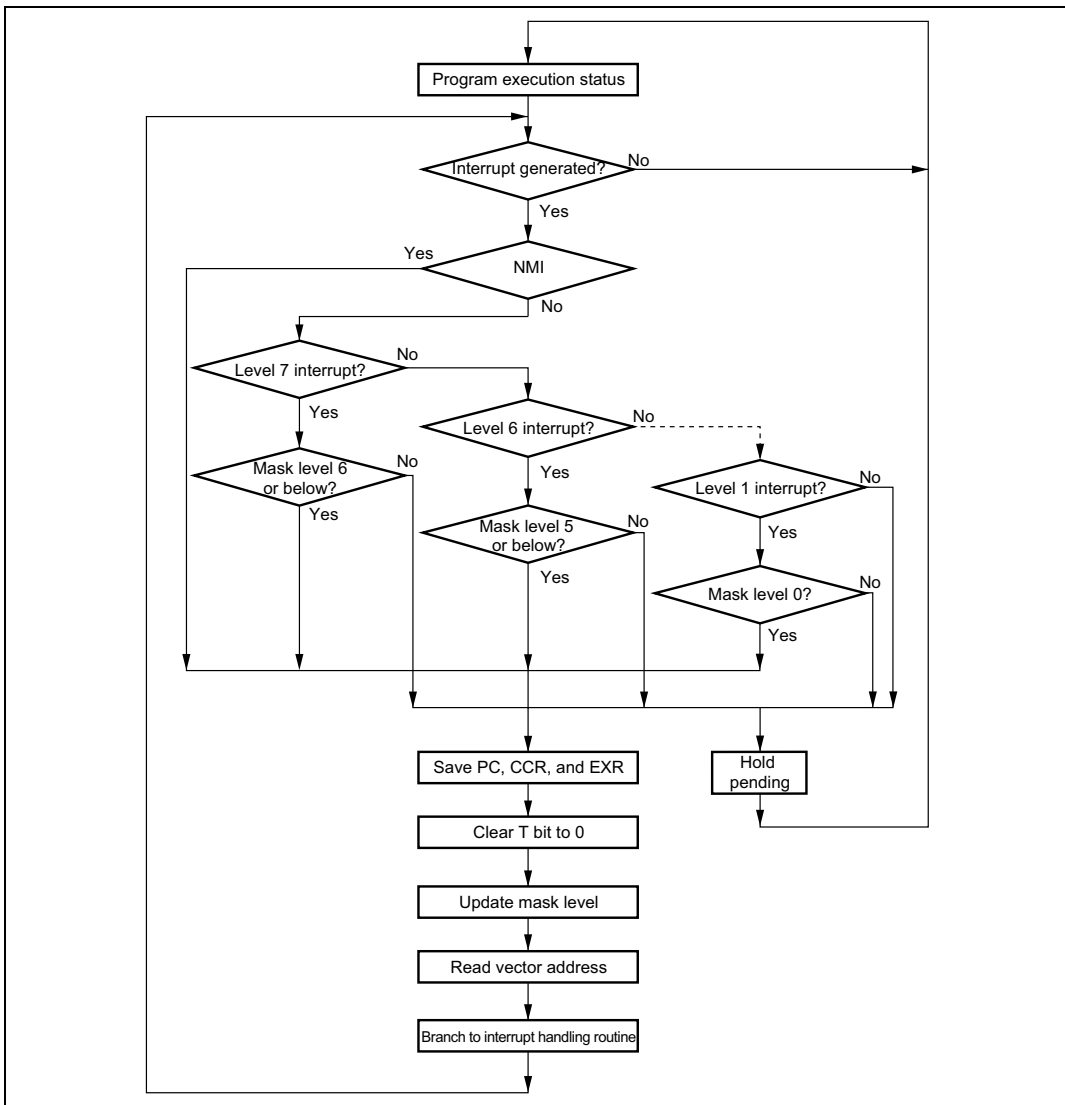 Program execution status
Interrupt generated?
No
Yes
Yes
NMI
No
Level 7 interrupt?
No
Yes
Level 6 interrupt?
No
Mask level 6
or below?
No
Yes
Level 1 interrupt?
No
Yes
Mask level 5
or below?
No
Yes
Yes
Mask level 0?
No
Yes
Save PC, CCR, and EXR
Hold
pending
Clear T bit to 0
Update mask level
Read vector address
Branch to interrupt handling routine